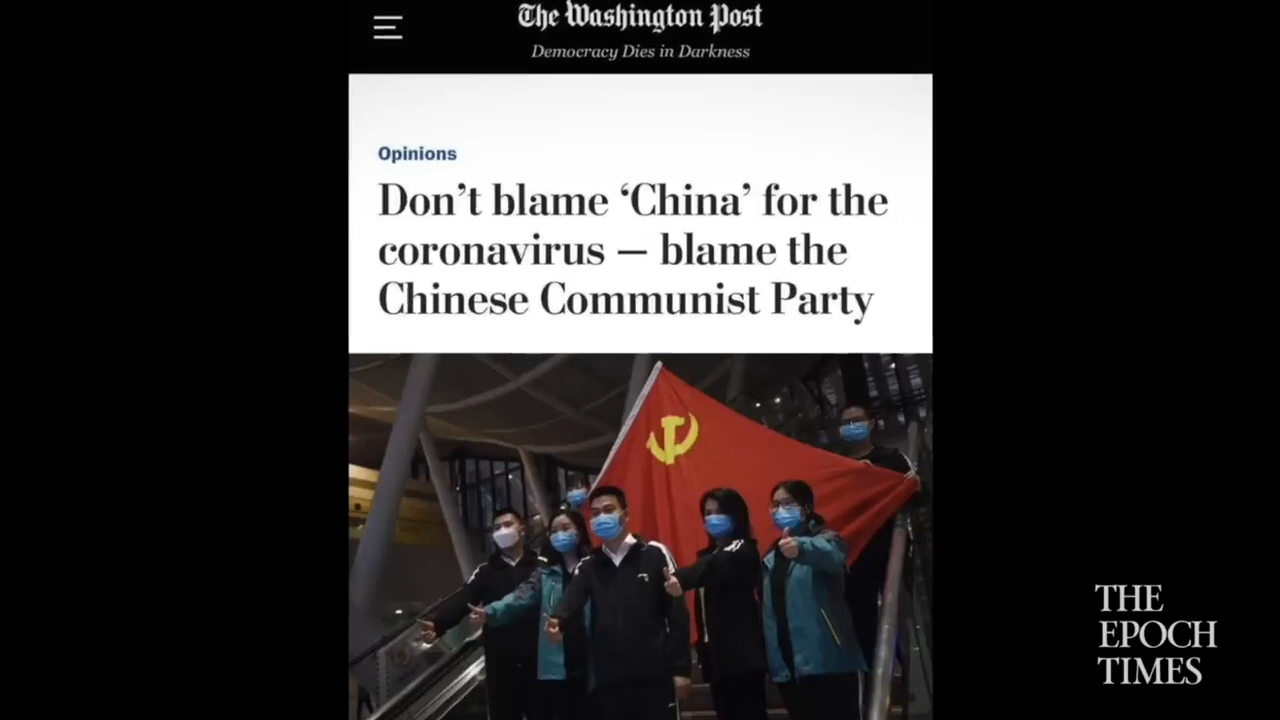 The Washington Post
Democracy Dies in Darkness
Opinions
Don’t blame ‘China’ for the
coronavirus — blame the
Chinese Communist Party
THE
EPOCH
TIMES